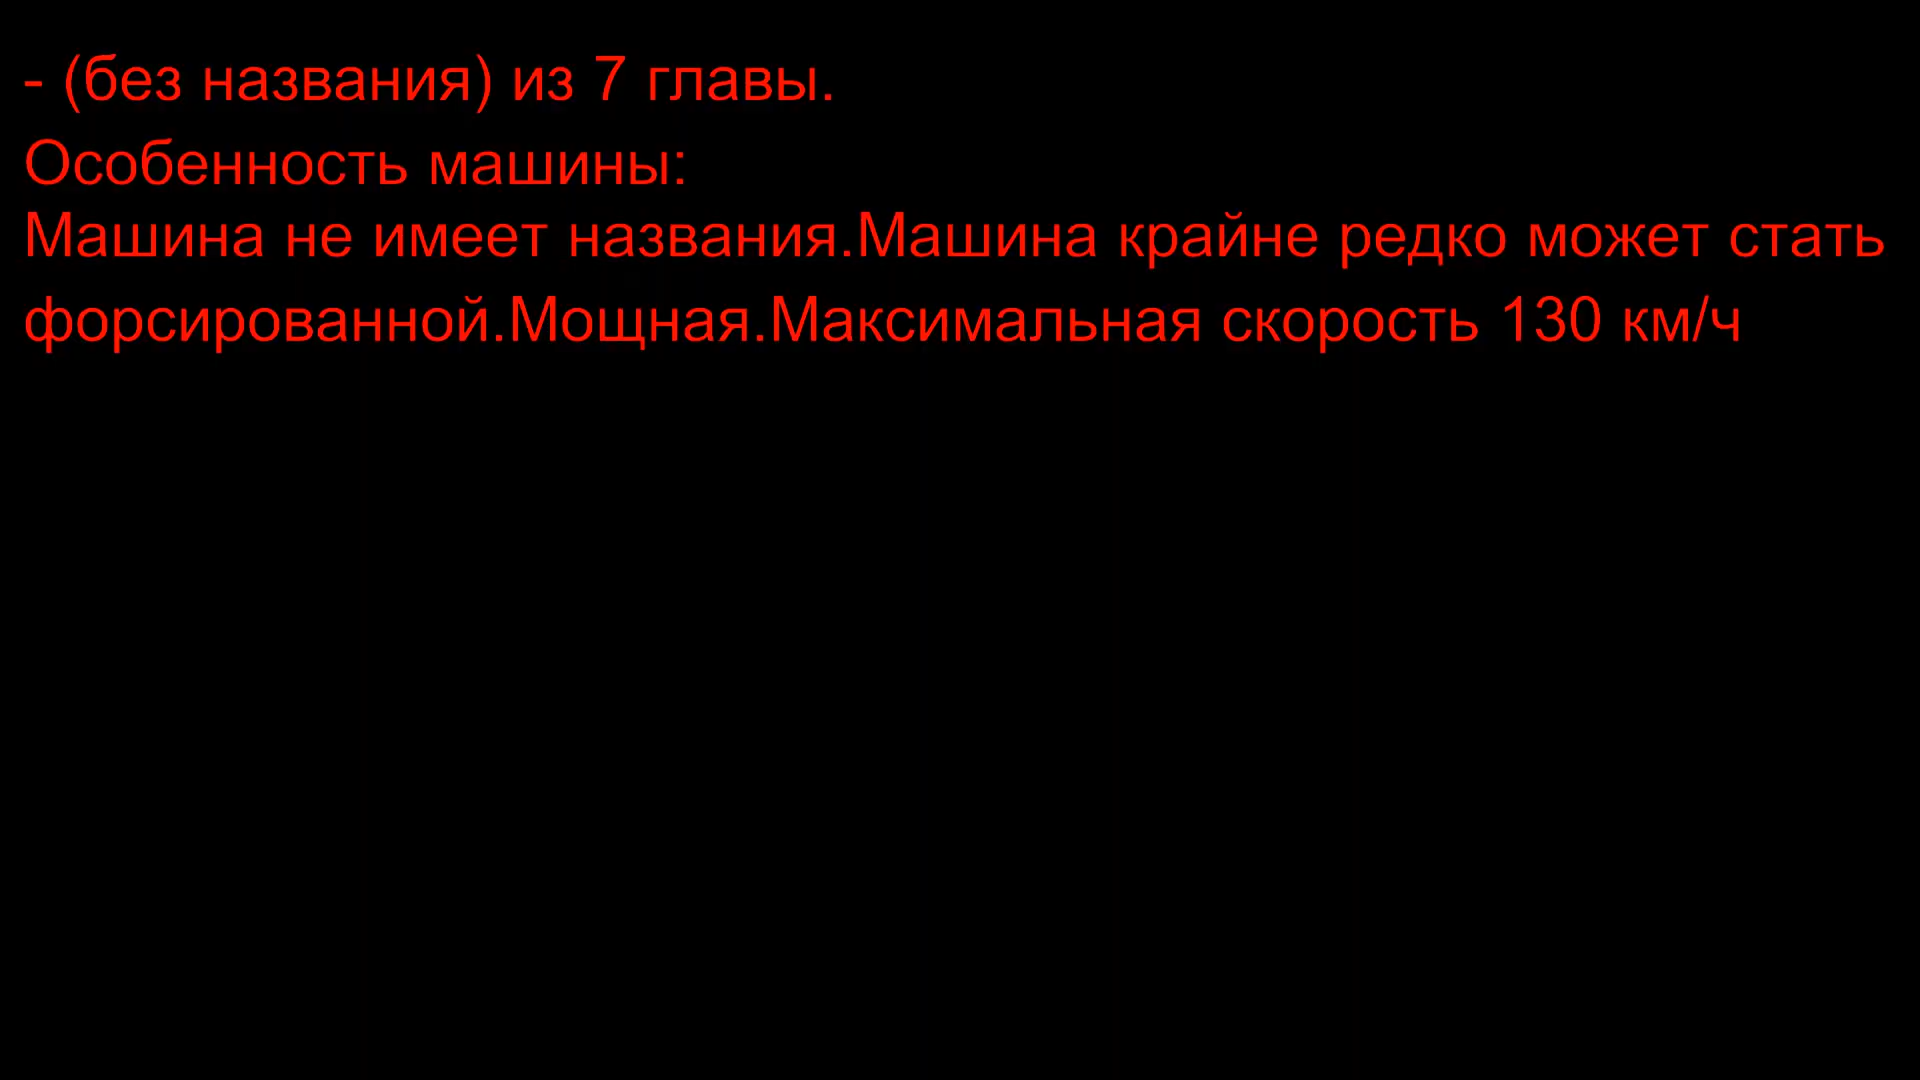 - (без названия) из 7 главы.
Особенность машины:
Машина не имеет названия.Машина крайне редко может стать
форсированной.Мощная.Максимальная скорость 130 км/ч